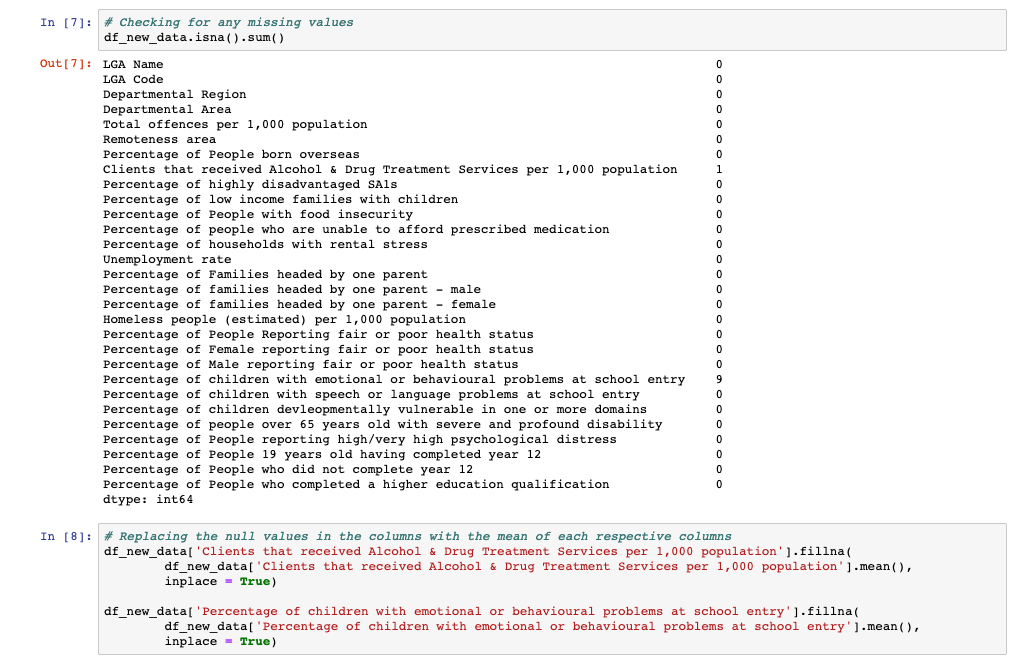 In [7]: # Checking for any missing values
df_new_data.isna().sum()
Out[7]: LGA Name 0
LGA Code 0
Departmental Region 0
Departmental Area 0
Total offences per 1,000 population 0
Remoteness area 0
Percentage of People born overseas 0
Clients that received Alcohol & Drug Treatment Services per 1,000 population 1
Percentage of highly disadvantaged SA1s 0
Percentage of low income families with children 0
Percentage of People with food insecurity 0
Percentage of people who are unable to afford prescribed medication 0
Percentage of households with rental stress 0
Unemployment rate 0
Percentage of Families headed by one parent 0
Percentage of families headed by one parent - male 0
Percentage of families headed by one parent - female 0
Homeless people (estimated) per 1,000 population 0
Percentage of People Reporting fair or poor health status 0
Percentage of Female reporting fair or poor health status 0
Percentage of Male reporting fair or poor health status 0
Percentage of children with emotional or behavioural problems at school entry 9
Percentage of children with speech or language problems at school entry 0
Percentage of children devleopmentally vulnerable in one or more domains 0
Percentage of people over 65 years old with severe and profound disability 0
Percentage of People reporting high/very high psychological distress 0
Percentage of People 19 years old having completed year 12 0
Percentage of People who did not complete year 12 0
Percentage of People who completed a higher education qualification 0
dtype: int64
In [8]: # Replacing the null values in the columns with the mean of each respective columns
df_new_data['Clients that received Alcohol & Drug Treatment Services per 1,000 population'].fillna(
df_new_data['Clients that received Alcohol & Drug Treatment Services per 1,000 population'].mean(),
inplace = True)
df_new_data['Percentage of children with emotional or behavioural problems at school entry'].fillna(
df_new_data['Percentage of children with emotional or behavioural problems at school entry'].mean(),
inplace = True)